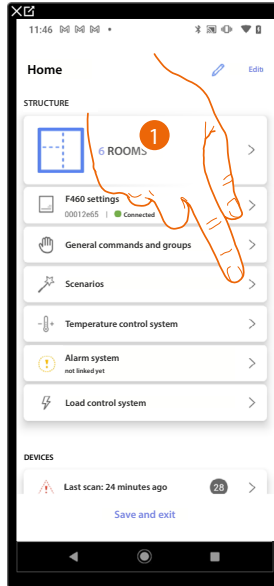 11:46
Home
Edit
STRUCTURE
6 ROOMS
1
F460 settings
00012e65 | Connected
General commands and groups
Scenarios
Temperature control system
Alarm system
not linked yet
Load control system
DEVICES
Last scan: 24 minutes ago
28
Save and exit